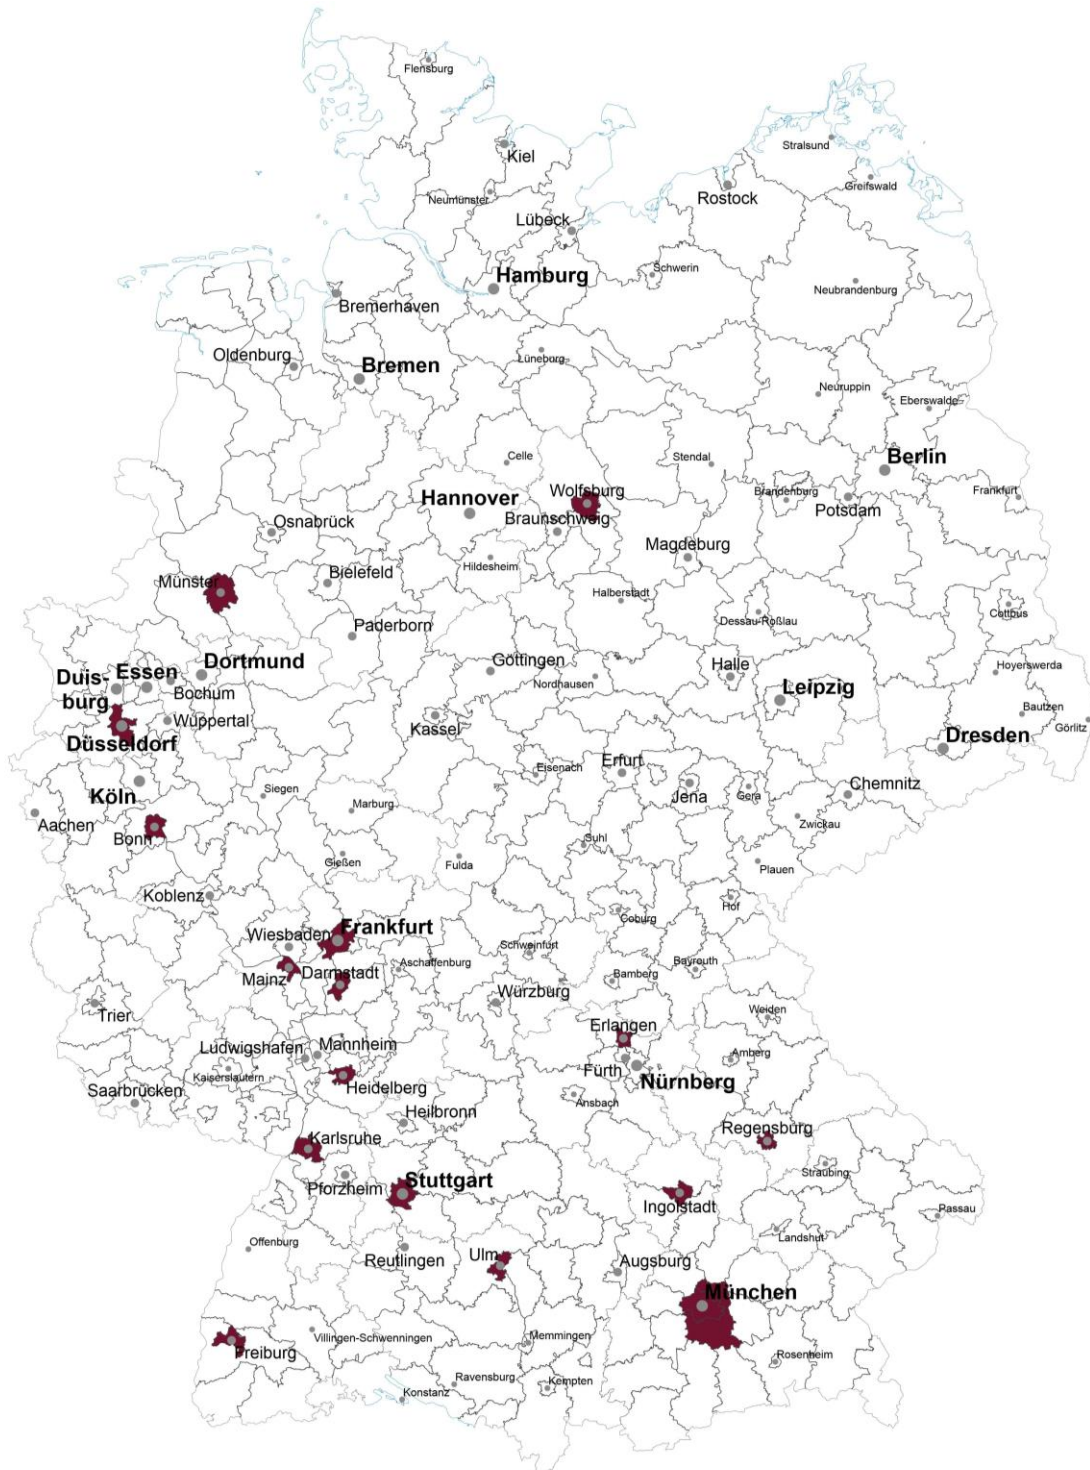 Flensburg
Stralsund
Kiel
Greifswald
Rostock
Neumünster
Lübeck
Hamburg
Schwerin
Neubrandenburg
Bremerhaven
Oldenburg
Bremen
Lüneburg
Neuruppin
Eberswalde
Celle
Stendal
Berlin
Wolfsburg
Hannover
Brandenburg
Frankfurt
Potsdam
Osnabrück
Braunschweig
Magdeburg
Hildesheim
Münster
Bielefeld
Halberstadt
Cottbus
Dessau-Roßlau
Paderborn
Duis-
burg
Essen
Dortmund
Göttingen
Halle
Hoyerswerda
Bochum
Nordhausen
Leipzig
Bautzen
Wuppertal
Görlitz
Düsseldorf
Kassel
Dresden
Erfurt
Eisenach
Köln
Siegen
Jena
Gera
Chemnitz
Marburg
Aachen
Zwickau
Bonn
Suhl
Gießen
Fulda
Plauen
Koblenz
Hof
Coburg
Frankfurt
Wiesbaden
Schweinfurt
Aschaffenburg
Bayreuth
Mainz
Darmstadt
Bamberg
Würzburg
Trier
Weiden
Erlangen
Mannheim
Ludwigshafen
Amberg
Fürth
Kaiserslautern
Nürnberg
Saarbrücken
Heidelberg
Ansbach
Heilbronn
Regensburg
Karlsruhe
Straubing
Stuttgart
Pforzheim
Ingolstadt
Passau
Landshut
Offenburg
Reutlingen
Ulm
Augsburg
München
Villingen-Schwenningen
Memmingen
Freiburg
Rosenheim
Ravensburg
Kempten
Konstanz